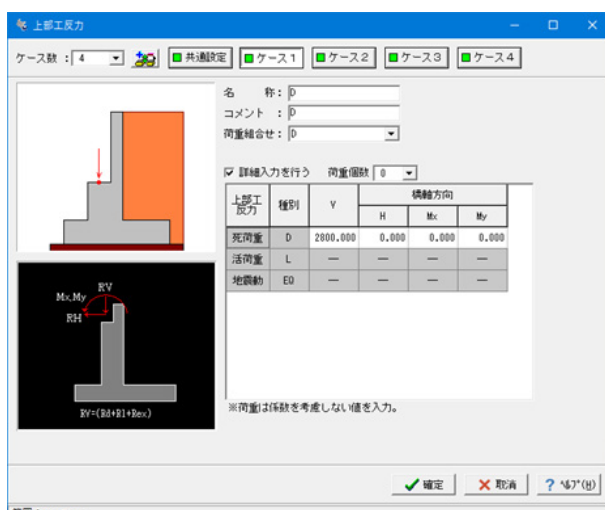 上部工反力
ケース数 : 4 共通設定 ケース1 ケース2 ケース3 ケース4
名 称 : D
コメント : D
荷重組合せ : D
詳細入力を行う 荷重個数 0
上部工反力 種別 V 橋軸方向
H Mx My
死荷重 D 2800.000 0.000 0.000 0.000
活荷重 L — — — —
地震動 EQ — — — —
Mx,My RV
RH
RV=(Rd+Rl+Rex)
※荷重は係数を考慮しない値を入力。
確定 取消 ? ヘルプ(H)